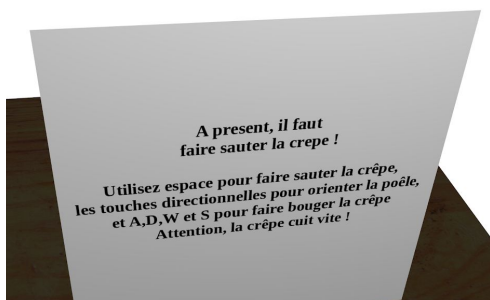 A present, il faut
faire sauter la crepe !
Utilisez espace pour faire sauter la crêpe,
les touches directionnelles pour orienter la poêle,
et A,D,W et S pour faire bouger la crêpe
Attention, la crêpe cuit vite !